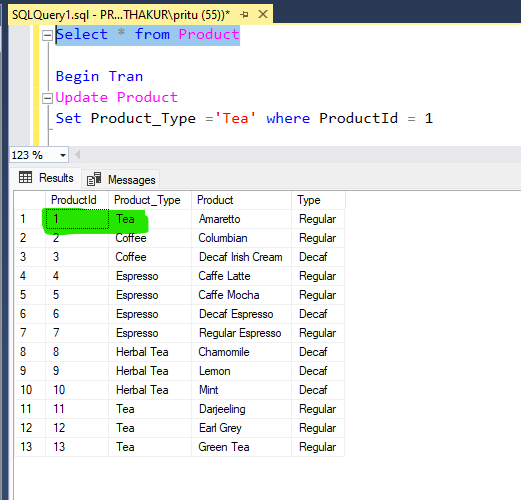 SQLQuery1.sql - PR...THAKUR\pritu (55))*
Select * from Product
Begin Tran
Update Product
Set Product_Type ='Tea' where ProductId = 1
123 %
Results Messages
ProductId Product_Type Product Type
1 1 Tea Amaretto Regular
2 2 Coffee Columbian Regular
3 3 Coffee Decaf Irish Cream Decaf
4 4 Espresso Caffe Latte Regular
5 5 Espresso Caffe Mocha Regular
6 6 Espresso Decaf Espresso Decaf
7 7 Espresso Regular Espresso Regular
8 8 Herbal Tea Chamomile Decaf
9 9 Herbal Tea Lemon Decaf
10 10 Herbal Tea Mint Decaf
11 11 Tea Darjeeling Regular
12 12 Tea Earl Grey Regular
13 13 Tea Green Tea Regular